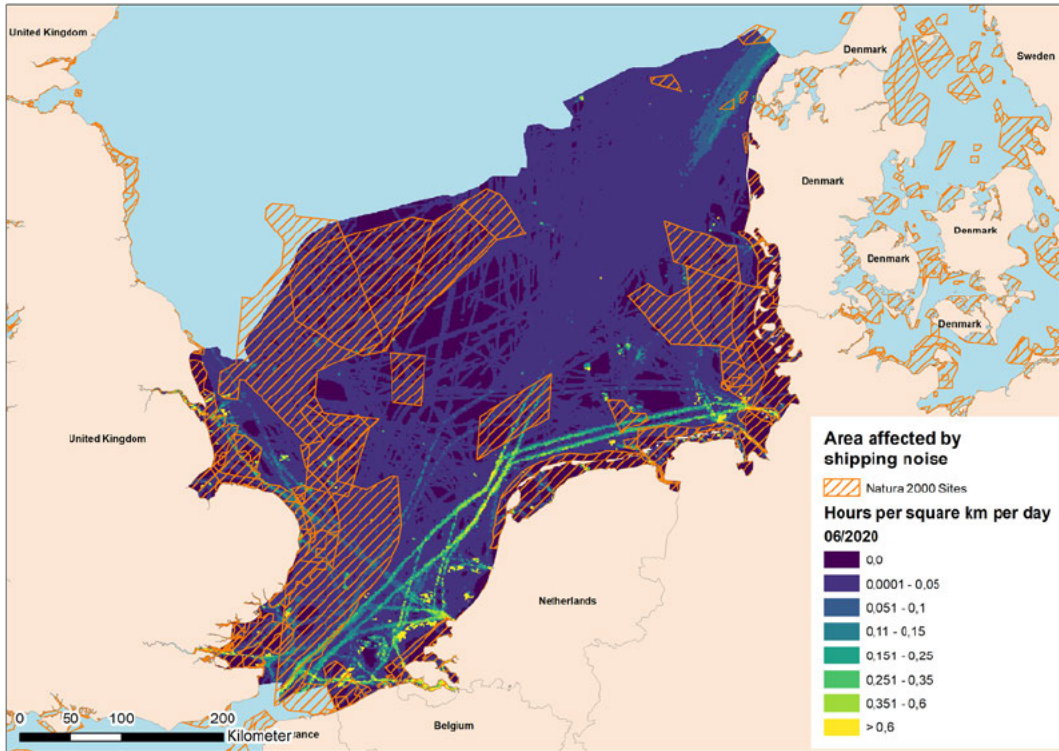 United Kingdom
Denmark
Sweden
Denmark
Denmark
Denmark
Denmark
United Kingdom
Netherlands
Belgium
ance
Area affected by
shipping noise
Natura 2000 Sites
Hours per square km per day
06/2020
0,0
0,0001 - 0,05
0,051 - 0,1
0,11 - 0,15
0,151 - 0,25
0,251 - 0,35
0,351 - 0,6
> 0,6
0 50 100 200
Kilometer